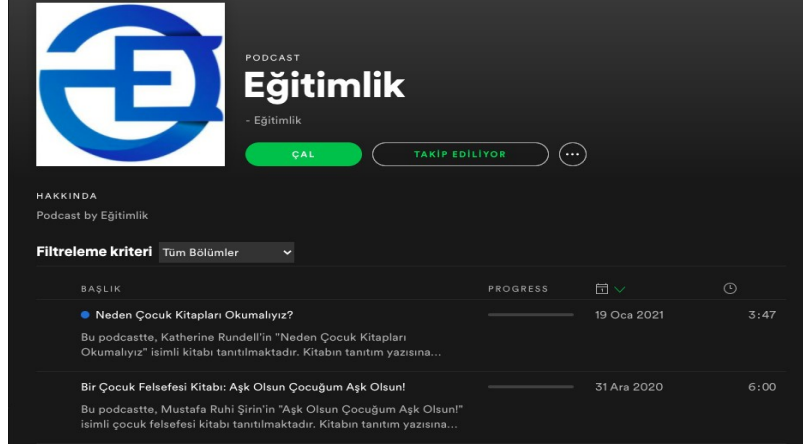 PODCAST
Eğitimlik
- Eğitimlik
ÇAL
TAKİP EDİLİYOR
HAKKINDA
Podcast by Eğitimlik
Filtreleme kriteri Tüm Bölümler
BAŞLIK PROGRESS
Neden Çocuk Kitapları Okumalıyız? 19 Oca 2021 3:47
Bu podcastte, Katherine Rundell'in "Neden Çocuk Kitapları
Okumalıyız" isimli kitabı tanıtılmaktadır. Kitabın tanıtım yazısına...
Bir Çocuk Felsefesi Kitabı: Aşk Olsun Çocuğum Aşk Olsun! 31 Ara 2020 6:00
Bu podcastte, Mustafa Ruhi Şirin'in "Aşk Olsun Çocuğum Aşk Olsun!"
isimli çocuk felsefesi kitabı tanıtılmaktadır. Kitabın tanıtım yazısına...